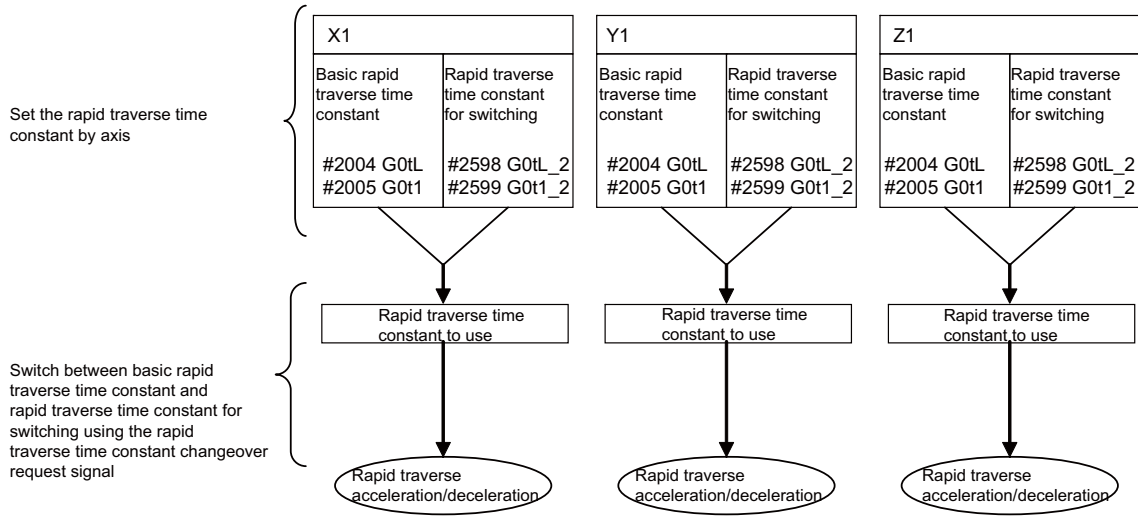 Set the rapid traverse time
constant by axis
X1
Basic rapid
traverse time
constant
#2004 G0tL
#2005 G0t1
Rapid traverse
time constant
for switching
#2598 G0tL_2
#2599 G0t1_2
Y1
Basic rapid
traverse time
constant
#2004 G0tL
#2005 G0t1
Rapid traverse
time constant
for switching
#2598 G0tL_2
#2599 G0t1_2
Z1
Basic rapid
traverse time
constant
#2004 G0tL
#2005 G0t1
Rapid traverse
time constant
for switching
#2598 G0tL_2
#2599 G0t1_2
Switch between basic rapid
traverse time constant and
rapid traverse time constant for
switching using the rapid
traverse time constant changeover
request signal
Rapid traverse time
constant to use
Rapid traverse time
constant to use
Rapid traverse time
constant to use
Rapid traverse
acceleration/deceleration
Rapid traverse
acceleration/deceleration
Rapid traverse
acceleration/deceleration